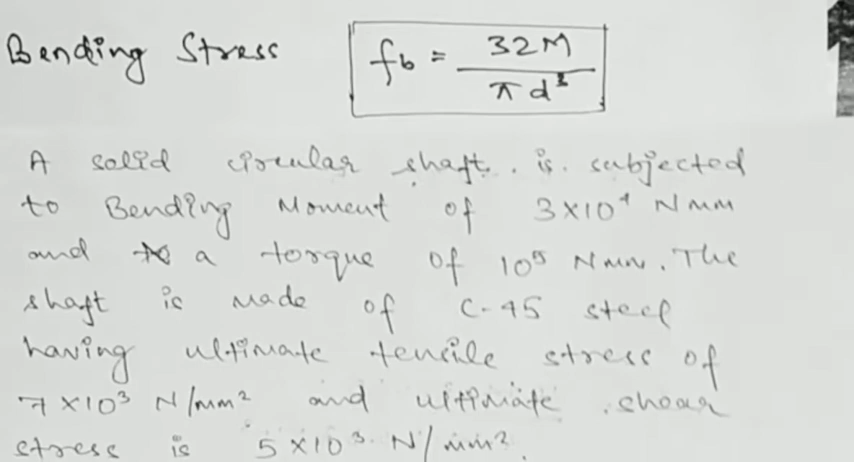 Bending Stress fb = 32M / πd³
A solid circular shaft. is. subjected
to Bending Moment of 3×10⁴ Nmm
and a torque of 10⁵ Nmm. The
shaft is made of C-45 steel
having ultimate tensile stress of
7×10³ N/mm² and ultimate shear
stress is 5×10³ N/mm².